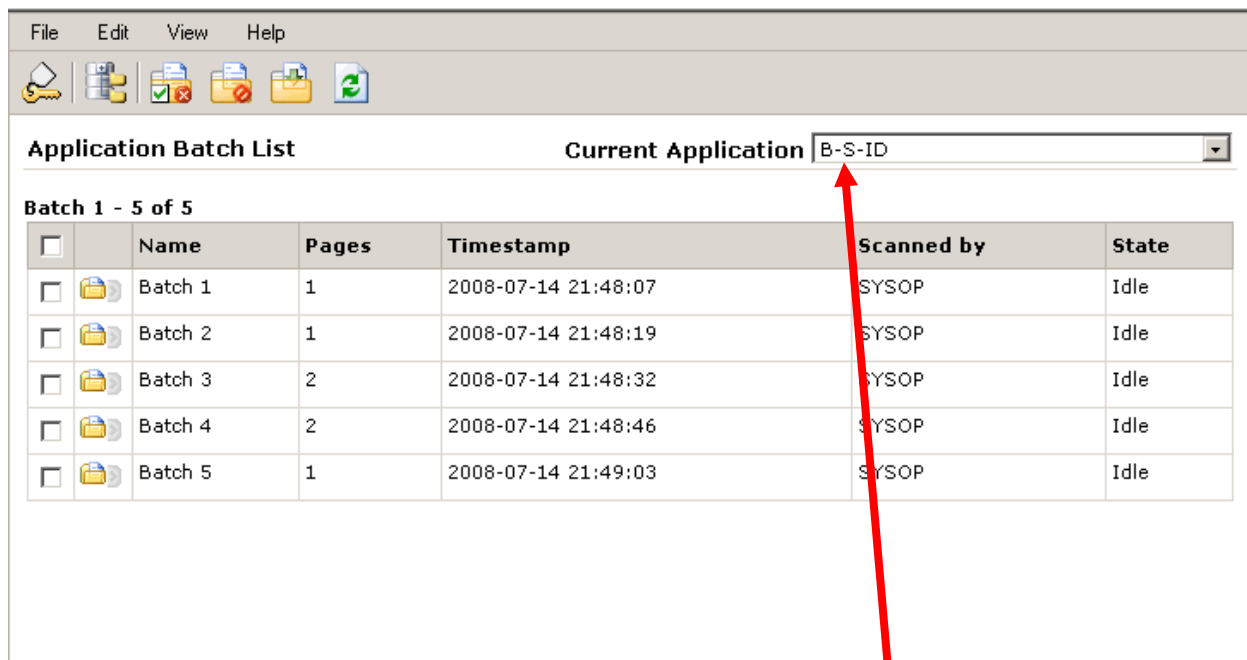 File Edit View Help
Application Batch List Current Application B-S-ID
Batch 1 - 5 of 5
Name Pages Timestamp Scanned by State
Batch 1 1 2008-07-14 21:48:07 SYSOP Idle
Batch 2 1 2008-07-14 21:48:19 SYSOP Idle
Batch 3 2 2008-07-14 21:48:32 SYSOP Idle
Batch 4 2 2008-07-14 21:48:46 SYSOP Idle
Batch 5 1 2008-07-14 21:49:03 SYSOP Idle